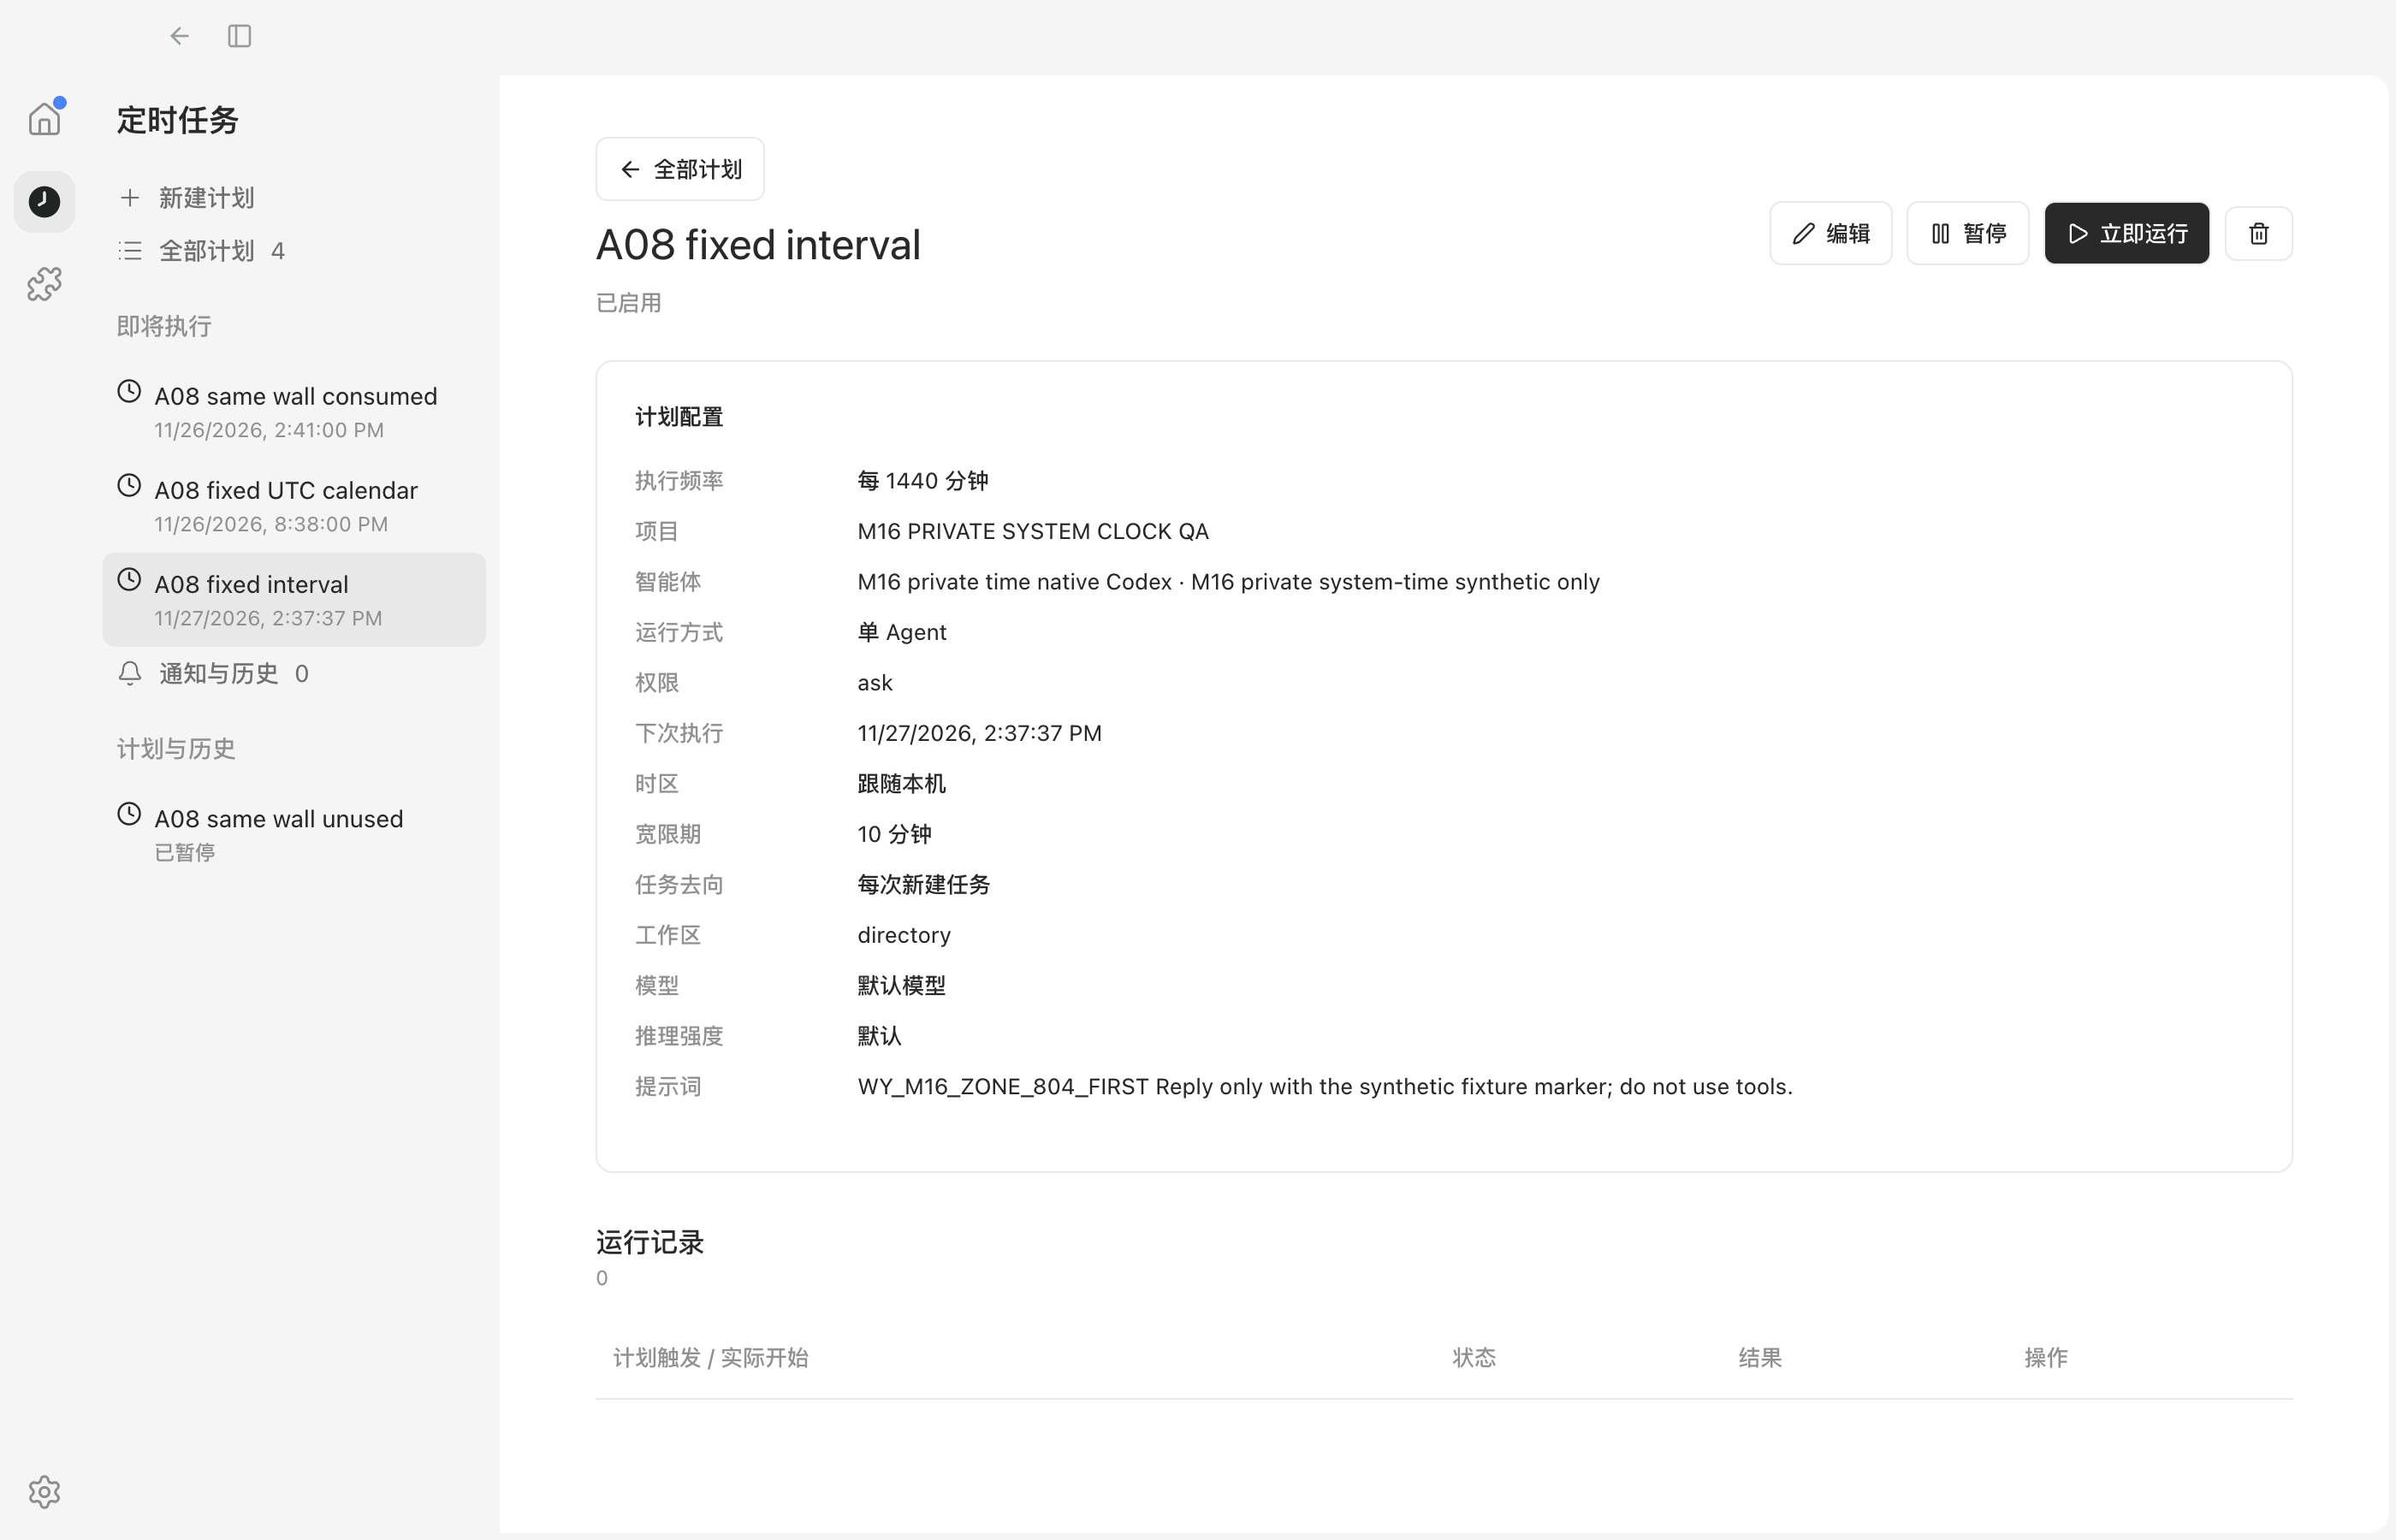 定时任务
新建计划
全部计划 4
即将执行
A08 same wall consumed
11/26/2026, 2:41:00 PM
A08 fixed UTC calendar
11/26/2026, 8:38:00 PM
A08 fixed interval
11/27/2026, 2:37:37 PM
通知与历史 0
计划与历史
A08 same wall unused
已暂停
全部计划
A08 fixed interval
已启用
编辑
暂停
立即运行
计划配置
执行频率 每 1440 分钟
项目 M16 PRIVATE SYSTEM CLOCK QA
智能体 M16 private time native Codex · M16 private system-time synthetic only
运行方式 单 Agent
权限 ask
下次执行 11/27/2026, 2:37:37 PM
时区 跟随本机
宽限期 10 分钟
任务去向 每次新建任务
工作区 directory
模型 默认模型
推理强度 默认
提示词 WY_M16_ZONE_804_FIRST Reply only with the synthetic fixture marker; do not use tools.
运行记录
0
计划触发 / 实际开始 状态 结果 操作